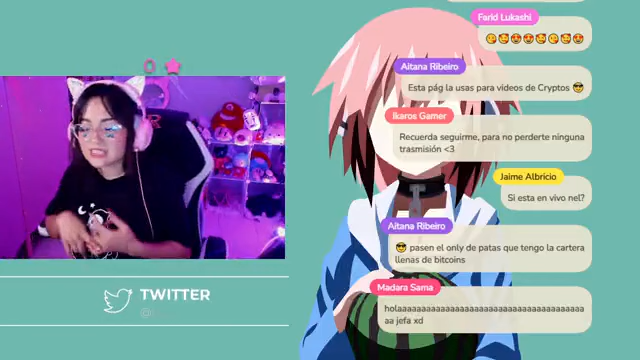 Farid Lukashi
😋🥰😍😍🥰😋🥰😍
Aitana Ribeiro
Esta pág la usas para videos de Cryptos 😎
Ikaros Gamer
Recuerda seguirme, para no perderte ninguna
trasmisión <3
Jaime Albricio
Si esta en vivo nel?
Aitana Ribeiro
😎 pasen el only de patas que tengo la cartera
llenas de bitcoins
Madara Sama
holaaaaaaaaaaaaaaaaaaaaaaaaaaaaaaaaaaaaaaa
aa jefa xd
TWITTER